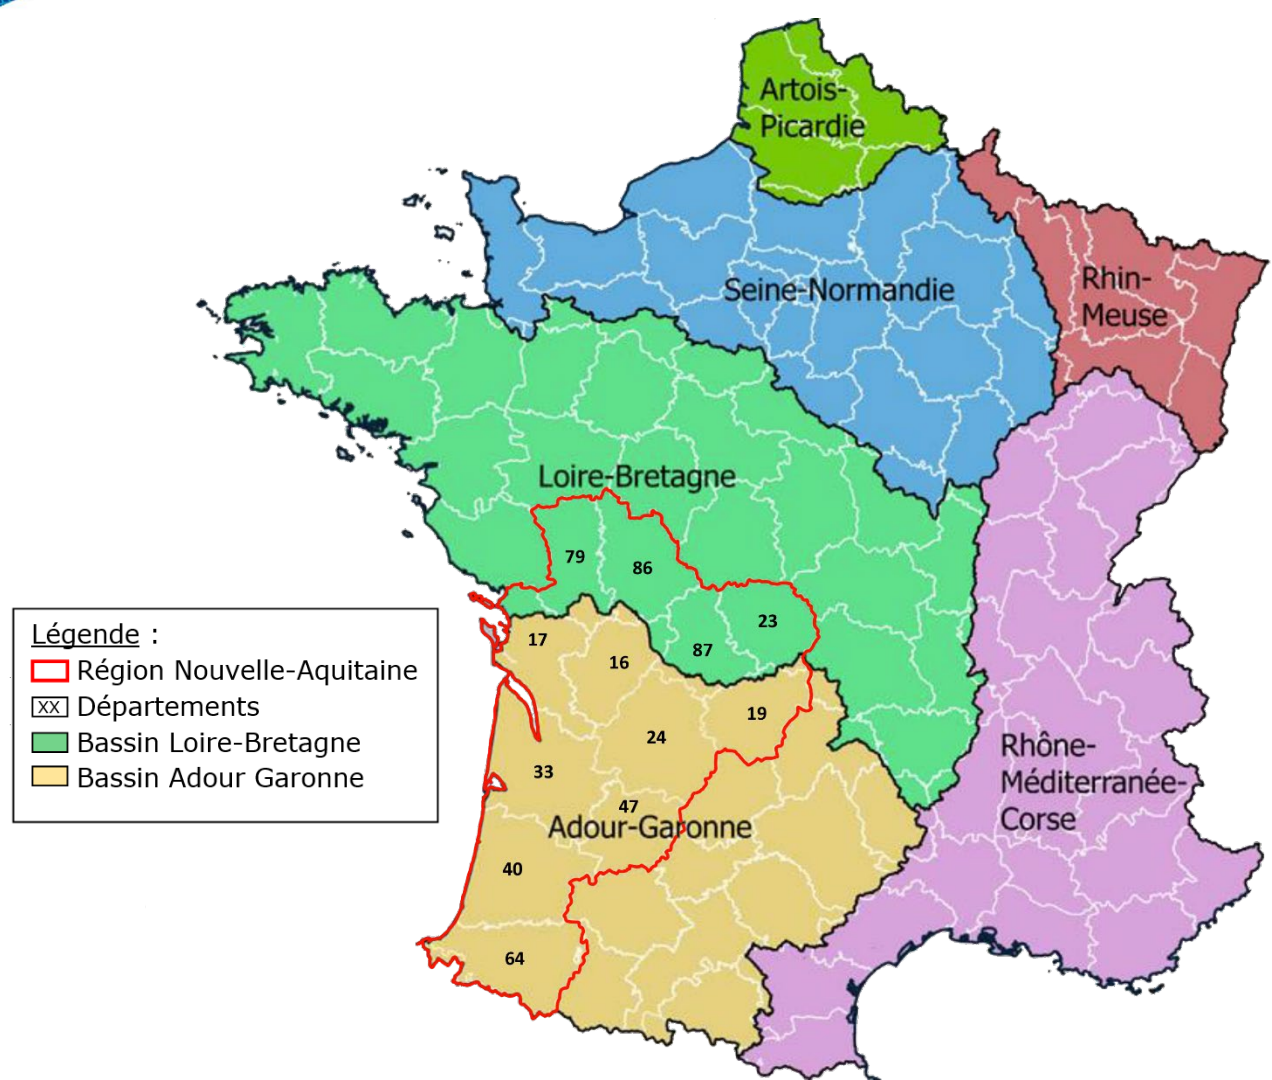 Artois-
Picardie
Rhin-
Meuse
Seine-Normandie
Loire-Bretagne
79
86
23
87
17
16
19
24
33
47
Adour-Garonne
40
64
Rhône-
Méditerranée-
Corse
Légende :
Région Nouvelle-Aquitaine
xx Départements
Bassin Loire-Bretagne
Bassin Adour Garonne